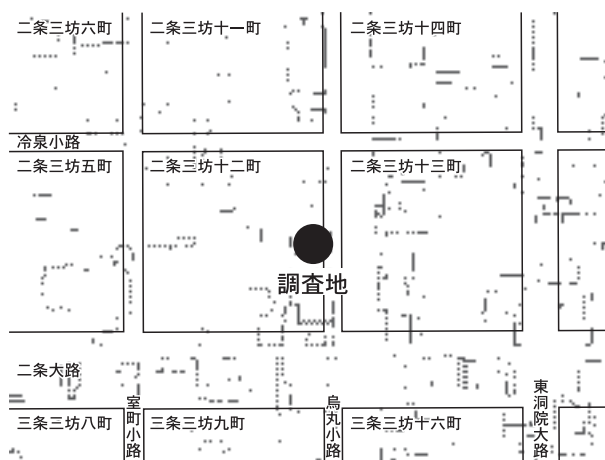 二条三坊六町
二条三坊十一町
二条三坊十四町
冷泉小路
二条三坊五町
二条三坊十二町
二条三坊十三町
調査地
二条大路
三条三坊八町
室町小路
三条三坊九町
烏丸小路
三条三坊十六町
東洞院大路